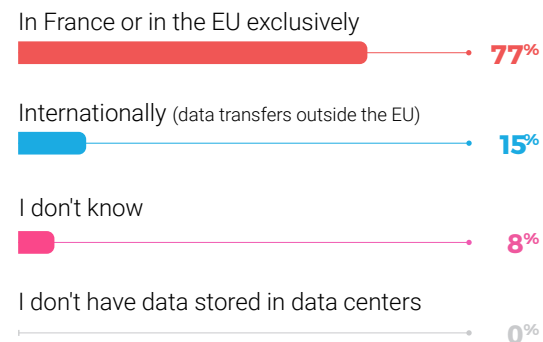 In France or in the EU exclusively
77%
Internationally (data transfers outside the EU)
15%
I don't know
8%
I don't have data stored in data centers
0%